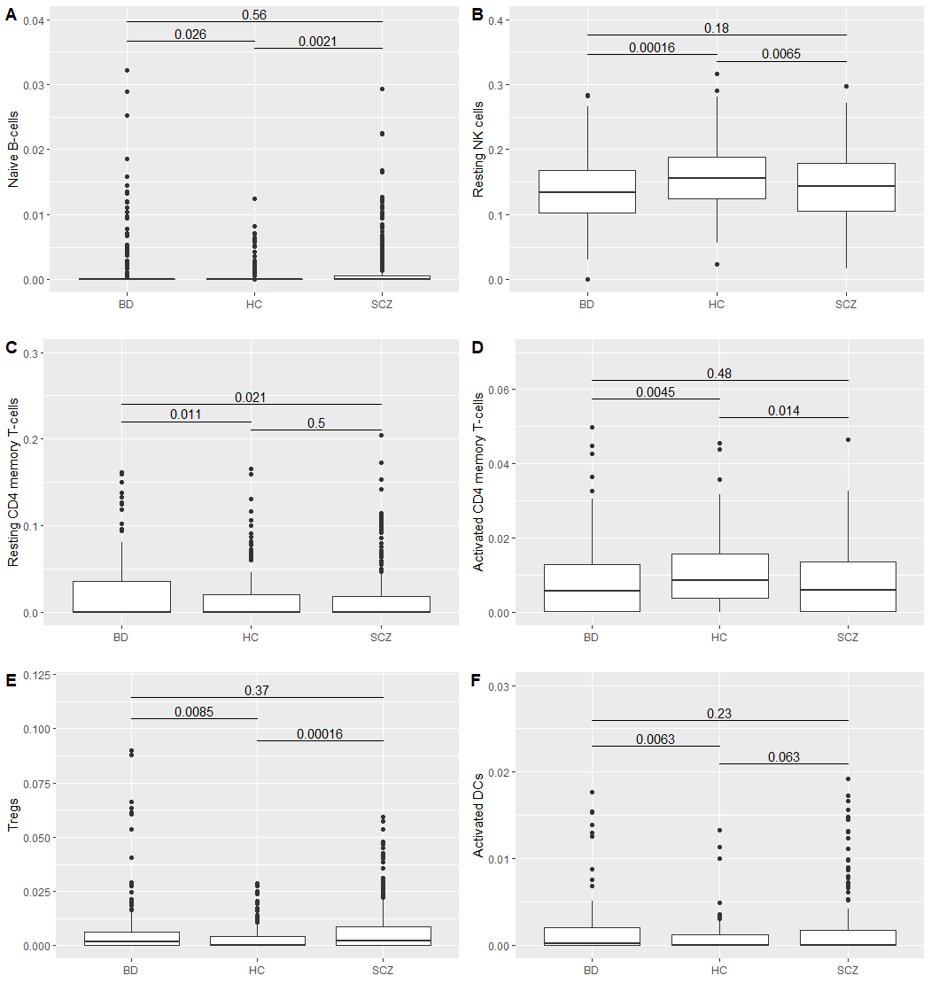 A
Naive B-cells
0.04
0.03
0.02
0.01
0.00
0.56
0.026
0.0021
BD HC SCZ
B
Resting NK cells
0.4
0.3
0.2
0.1
0.0
0.18
0.00016
0.0065
BD HC SCZ
C
Resting CD4 memory T-cells
0.3
0.2
0.1
0.0
0.021
0.011
0.5
BD HC SCZ
D
Activated CD4 memory T-cells
0.06
0.04
0.02
0.00
0.48
0.0045
0.014
BD HC SCZ
E
Tregs
0.125
0.100
0.075
0.050
0.025
0.000
0.37
0.0085
0.00016
BD HC SCZ
F
Activated DCs
0.03
0.02
0.01
0.00
0.23
0.0063
0.063
BD HC SCZ